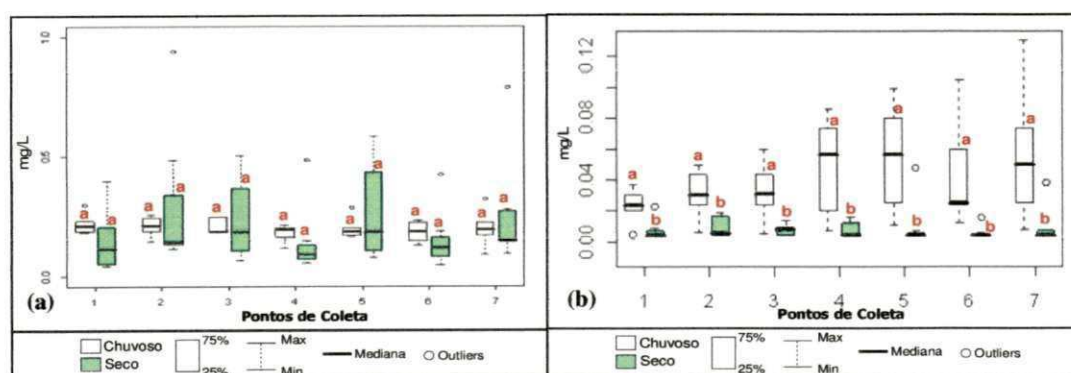 1.0
0.5
0.0
mg/L
a a a a a a a a a a a a a a
(a)
1 2 3 4 5 6 7
Pontos de Coleta
Chuvoso
Seco
75%
25%
Max
Min
Mediana
Outliers
0.12
0.08
0.04
0.00
mg/L
a b a b a b a b a b a b a b
(b)
1 2 3 4 5 6 7
Pontos de Coleta
Chuvoso
Seco
75%
25%
Max
Min
Mediana
Outliers